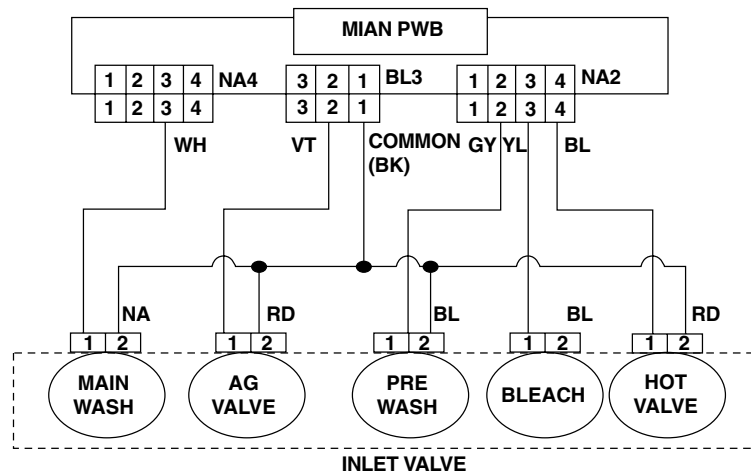 MIAN PWB
1 2 3 4 NA4
1 2 3 4
3 2 1 BL3
3 2 1
1 2 3 4 NA2
1 2 3 4
WH
VT
COMMON
(BK)
GY YL BL
NA RD BL BL RD
1 2 1 2 1 2 1 2 1 2
MAIN
WASH
AG
VALVE
PRE
WASH
BLEACH
HOT
VALVE
INLET VALVE